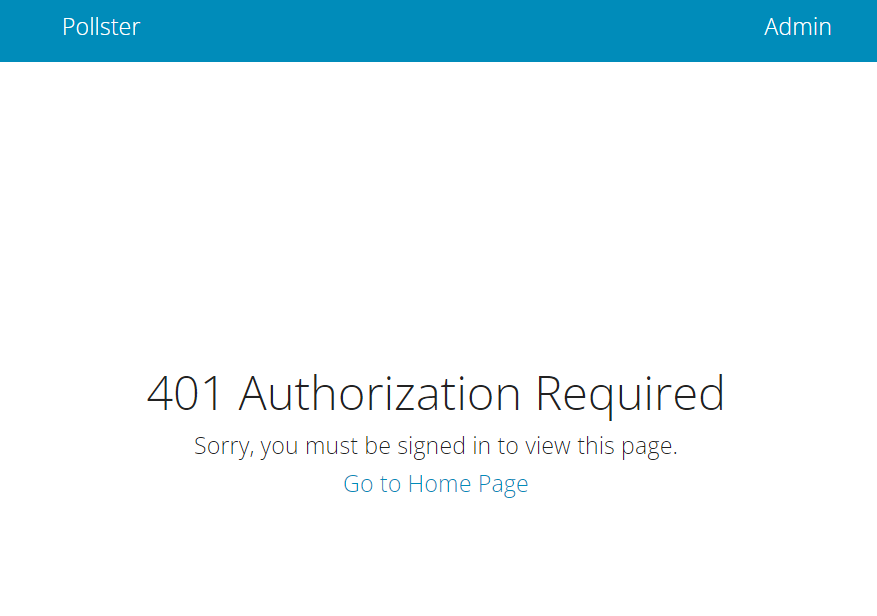 Pollster
Admin
401 Authorization Required
Sorry, you must be signed in to view this page.
Go to Home Page